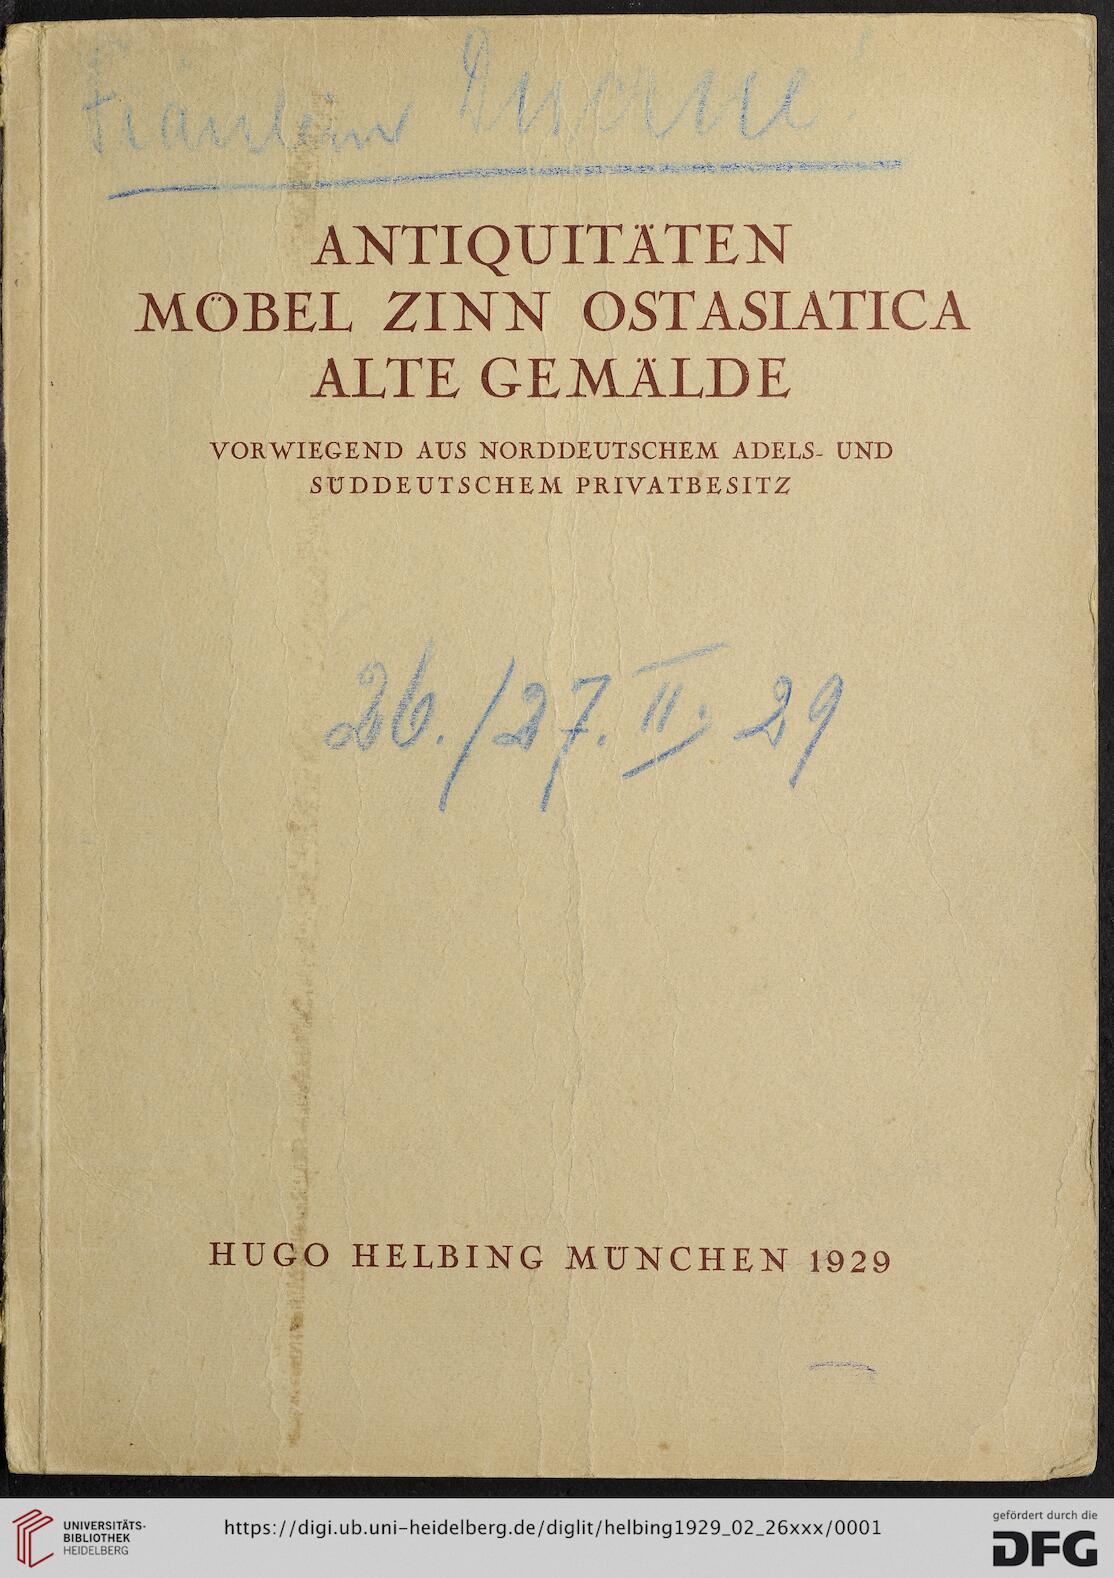 Fräulein
ANTIQUITÄTEN
MÖBEL ZINN OSTASIATICA
ALTE GEMÄLDE
VORWIEGEND AUS NORDDEUTSCHEM ADELS- UND
SÜDDEUTSCHEM PRIVATBESITZ
26./27. II. 29
HUGO HELBING MÜNCHEN 1929
UNIVERSITÄTS-
BIBLIOTHEK
HEIDELBERG
https://digi.ub.uni-heidelberg.de/diglit/helbing1929_02_26xxx/0001
gefördert durch die
DFG